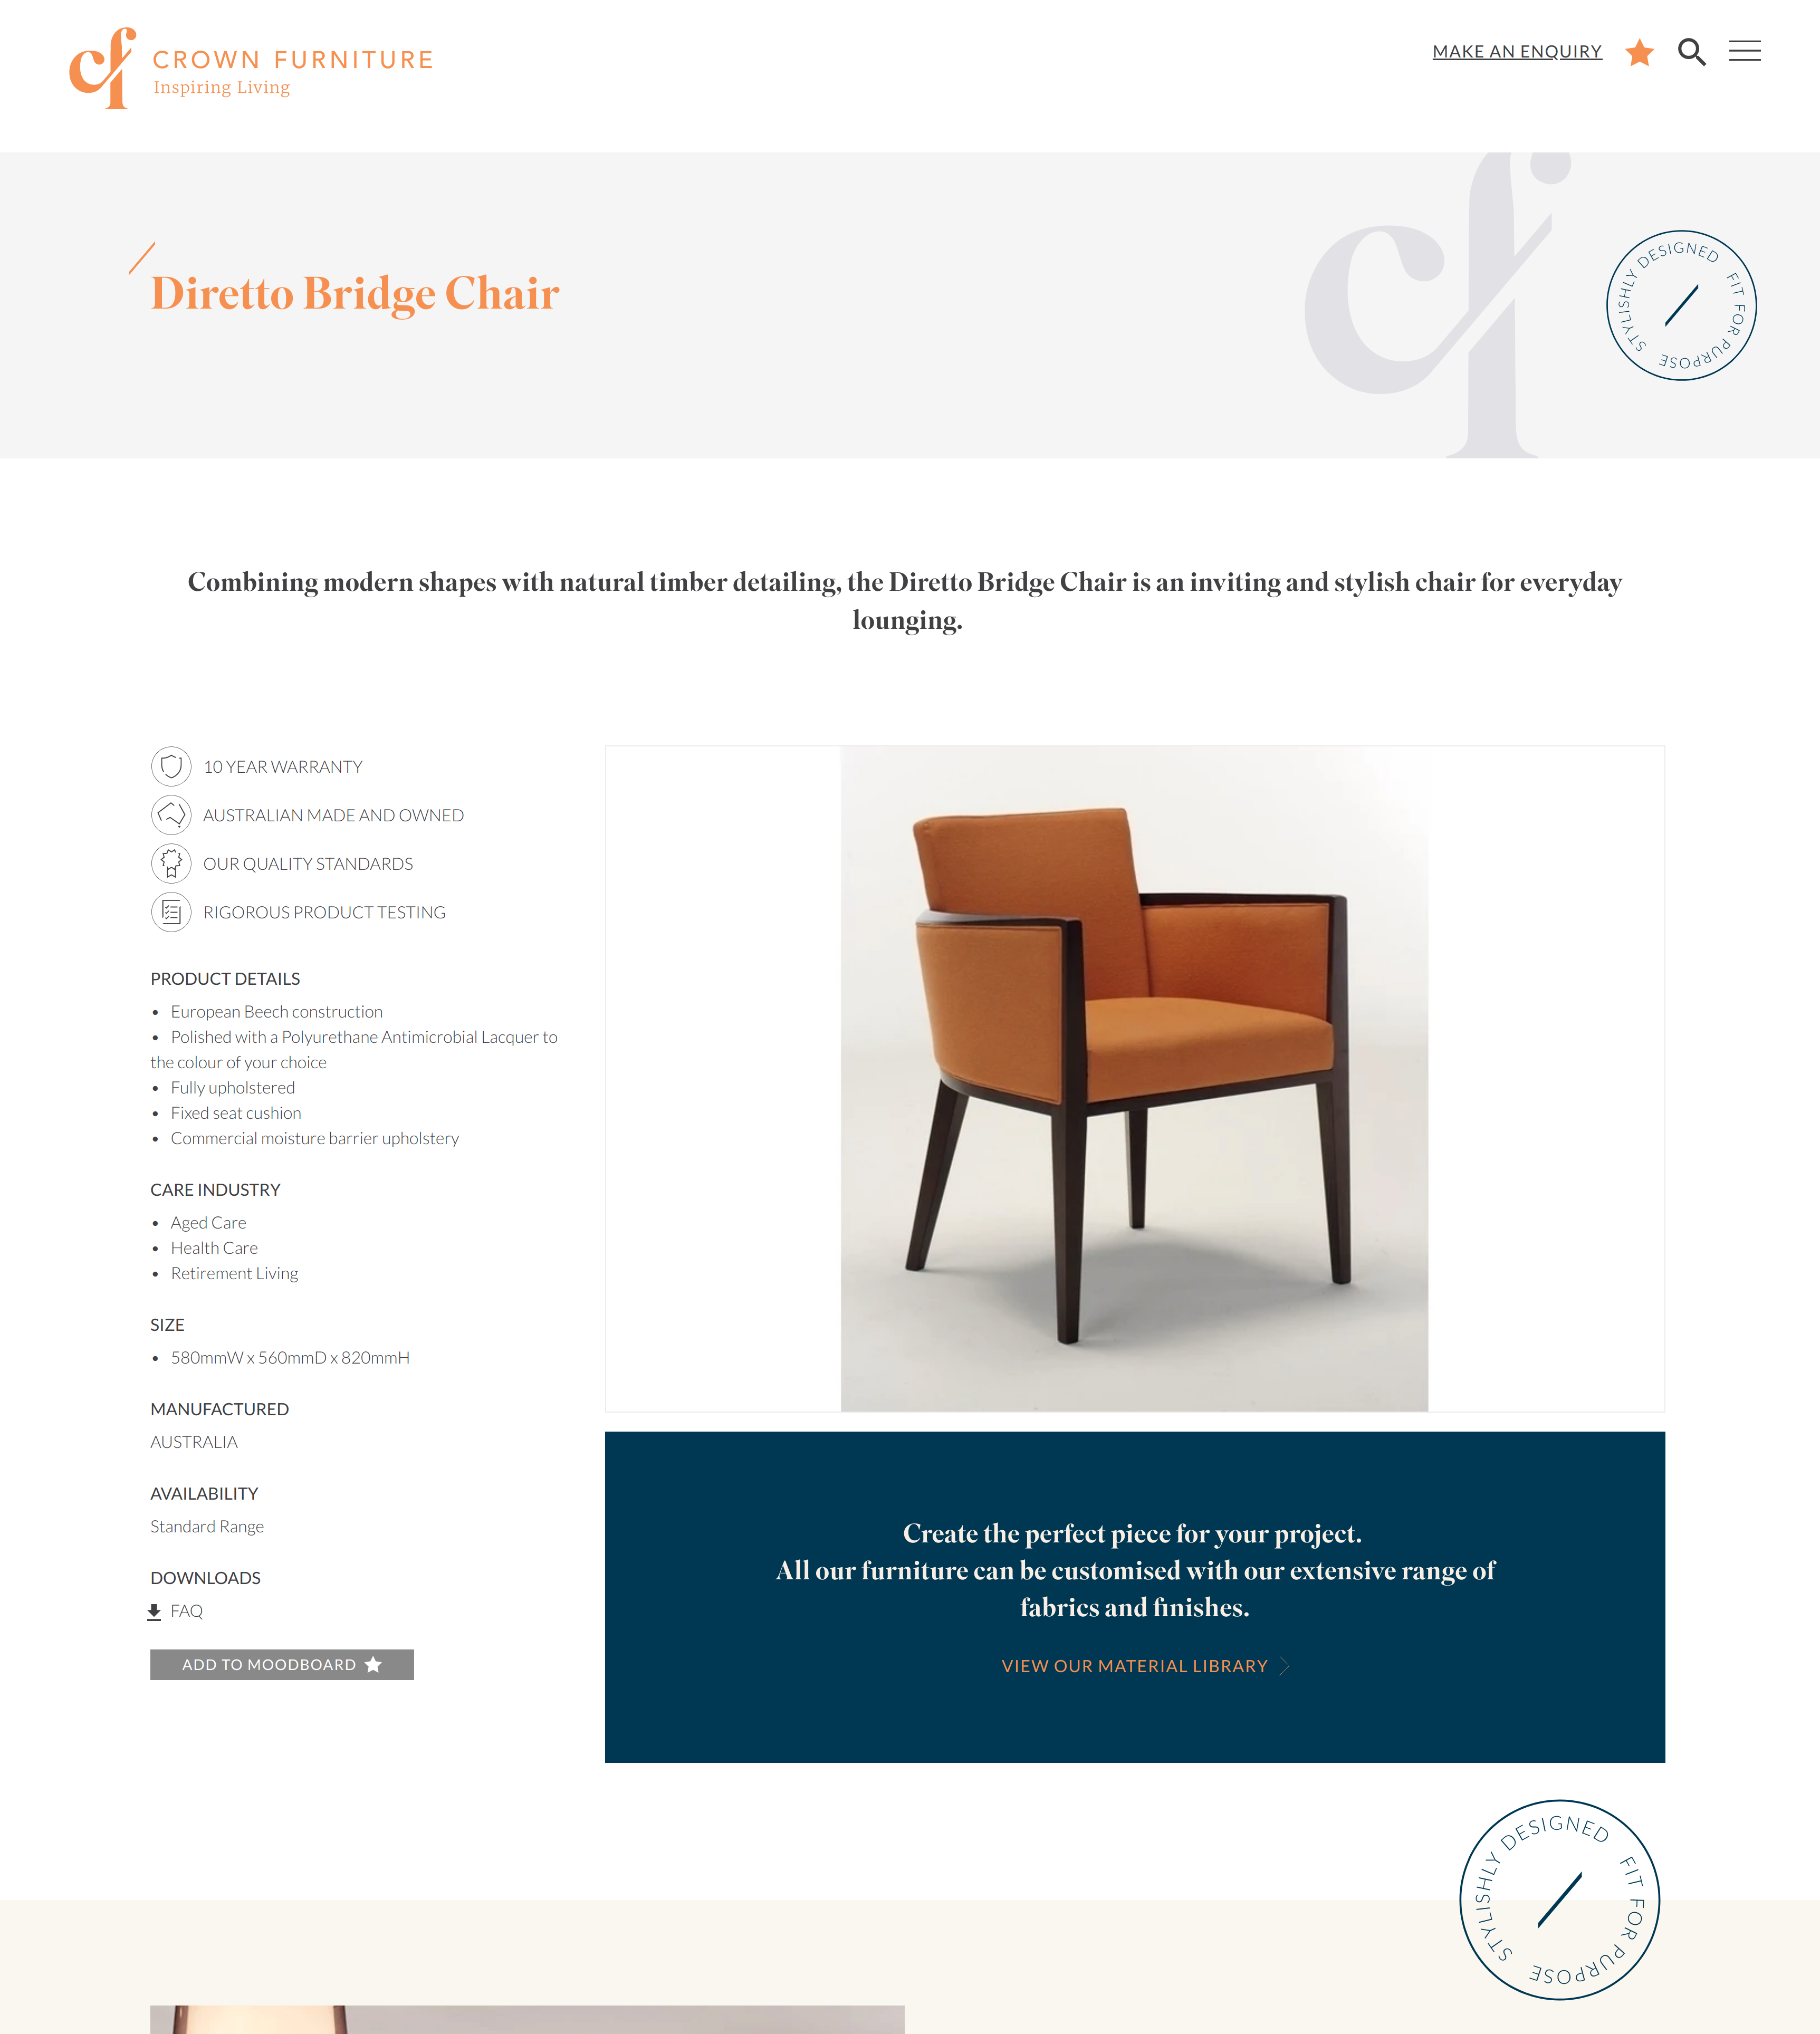 CROWN FURNITURE
Inspiring Living
MAKE AN ENQUIRY
Diretto Bridge Chair
STYLISHLY DESIGNED FIT FOR PURPOSE
Combining modern shapes with natural timber detailing, the Diretto Bridge Chair is an inviting and stylish chair for everyday
lounging.
10 YEAR WARRANTY
AUSTRALIAN MADE AND OWNED
OUR QUALITY STANDARDS
RIGOROUS PRODUCT TESTING
PRODUCT DETAILS
• European Beech construction
• Polished with a Polyurethane Antimicrobial Lacquer to
the colour of your choice
• Fully upholstered
• Fixed seat cushion
• Commercial moisture barrier upholstery
CARE INDUSTRY
• Aged Care
• Health Care
• Retirement Living
SIZE
• 580mmW x 560mmD x 820mmH
MANUFACTURED
AUSTRALIA
AVAILABILITY
Standard Range
DOWNLOADS
FAQ
ADD TO MOODBOARD
Create the perfect piece for your project.
All our furniture can be customised with our extensive range of
fabrics and finishes.
VIEW OUR MATERIAL LIBRARY
STYLISHLY DESIGNED FIT FOR PURPOSE